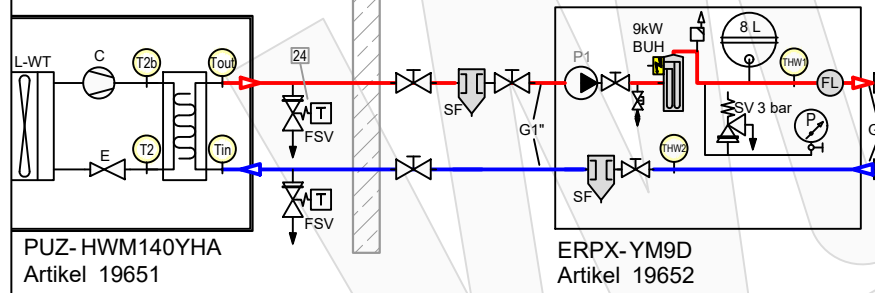 9kW
BUH
8 L
L-WT
C
T2b
Tout
24
SF
P1
THW1
FL
T
FSV
G1"
SV 3 bar
P
G
E
T2
Tin
THW2
SF
T
FSV
PUZ-HWM140YHA
Artikel 19651
ERPX-YM9D
Artikel 19652